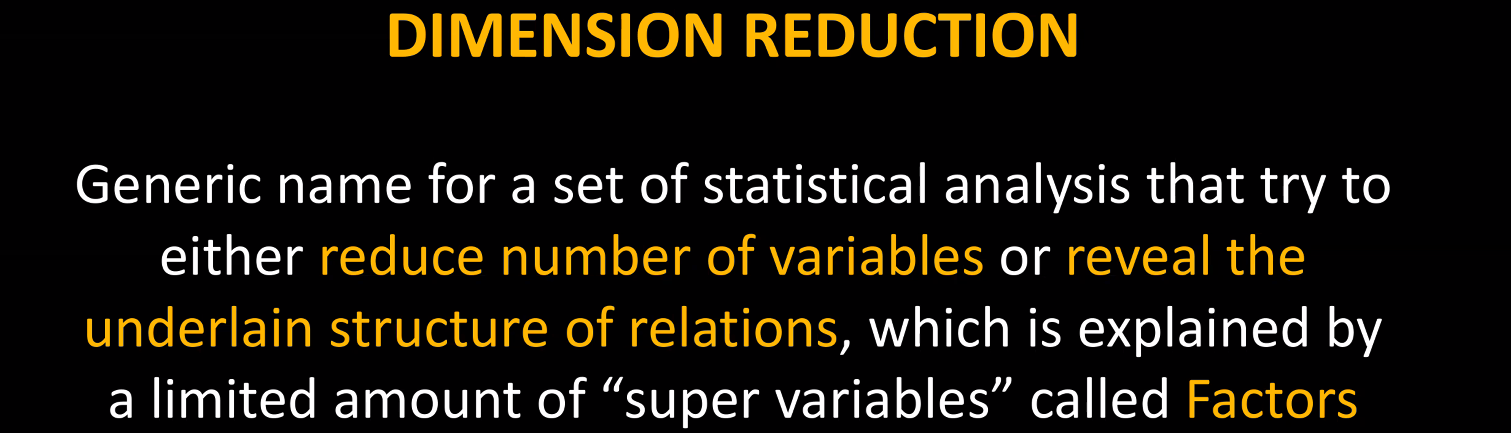 DIMENSION REDUCTION
Generic name for a set of statistical analysis that try to
either reduce number of variables or reveal the
underlain structure of relations, which is explained by
a limited amount of “super variables” called Factors